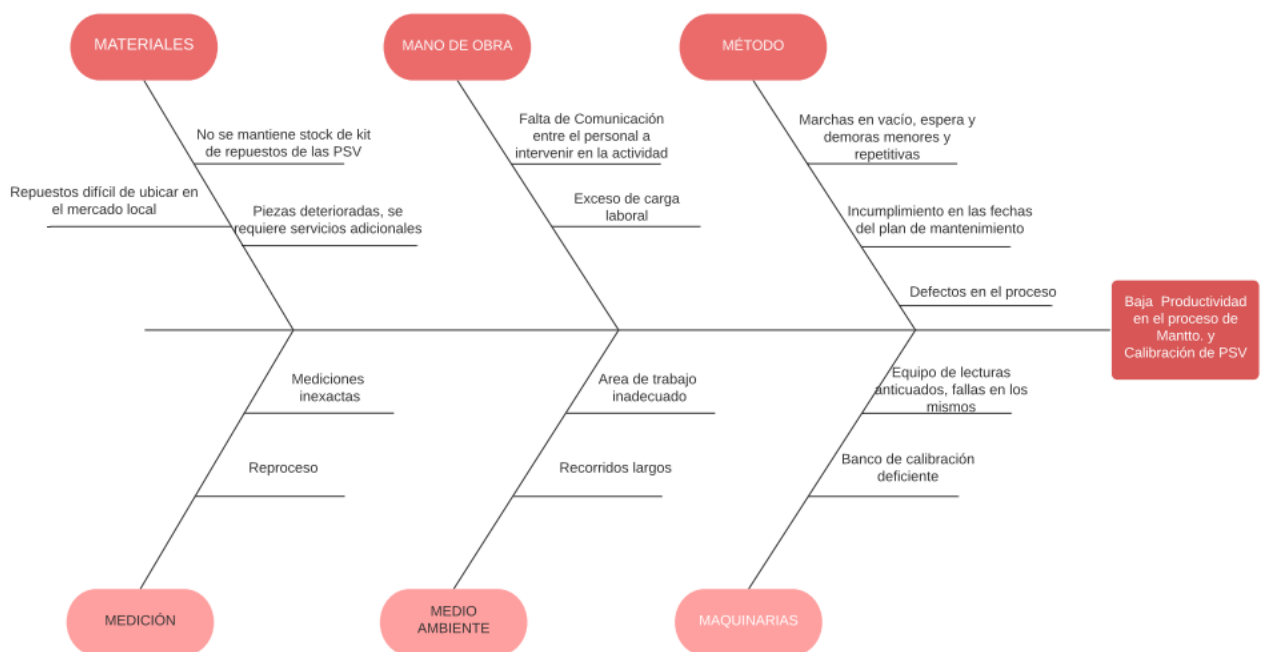 MATERIALES
MANO DE OBRA
MÉTODO
No se mantiene stock de kit
de repuestos de las PSV
Repuestos difícil de ubicar en
el mercado local
Piezas deterioradas, se
requiere servicios adicionales
Falta de Comunicación
entre el personal a
intervenir en la actividad
Exceso de carga
laboral
Marchas en vacío, espera y
demoras menores y
repetitivas
Incumplimiento en las fechas
del plan de mantenimiento
Defectos en el proceso
Baja Productividad
en el proceso de
Mantto. y
Calibración de PSV
Mediciones
inexactas
Reproceso
Area de trabajo
inadecuado
Recorridos largos
Equipo de lecturas
anticuados, fallas en los
mismos
Banco de calibración
deficiente
MEDICIÓN
MEDIO
AMBIENTE
MAQUINARIAS